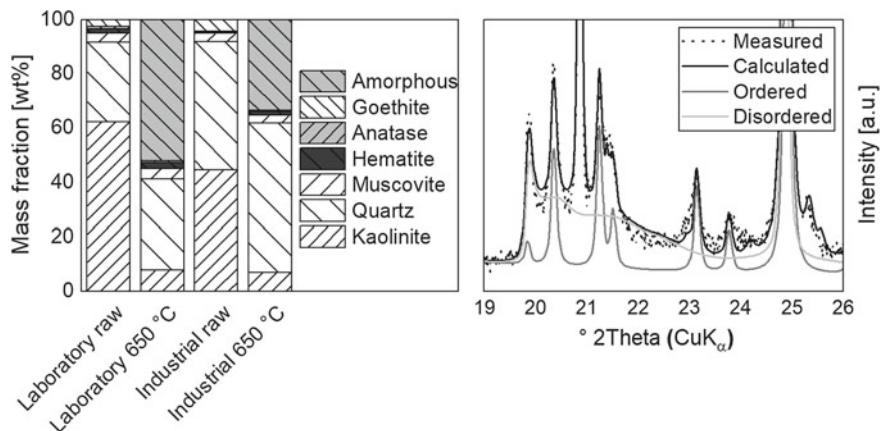 Mass fraction [wt%]
100
80
60
40
20
0
Laboratory raw
Laboratory 650 °C
Industrial raw
Industrial 650 °C
Amorphous
Goethite
Anatase
Hematite
Muscovite
Quartz
Kaolinite
Measured
Calculated
Ordered
Disordered
Intensity [a.u.]
19 20 21 22 23 24 25 26
° 2Theta (CuKα)